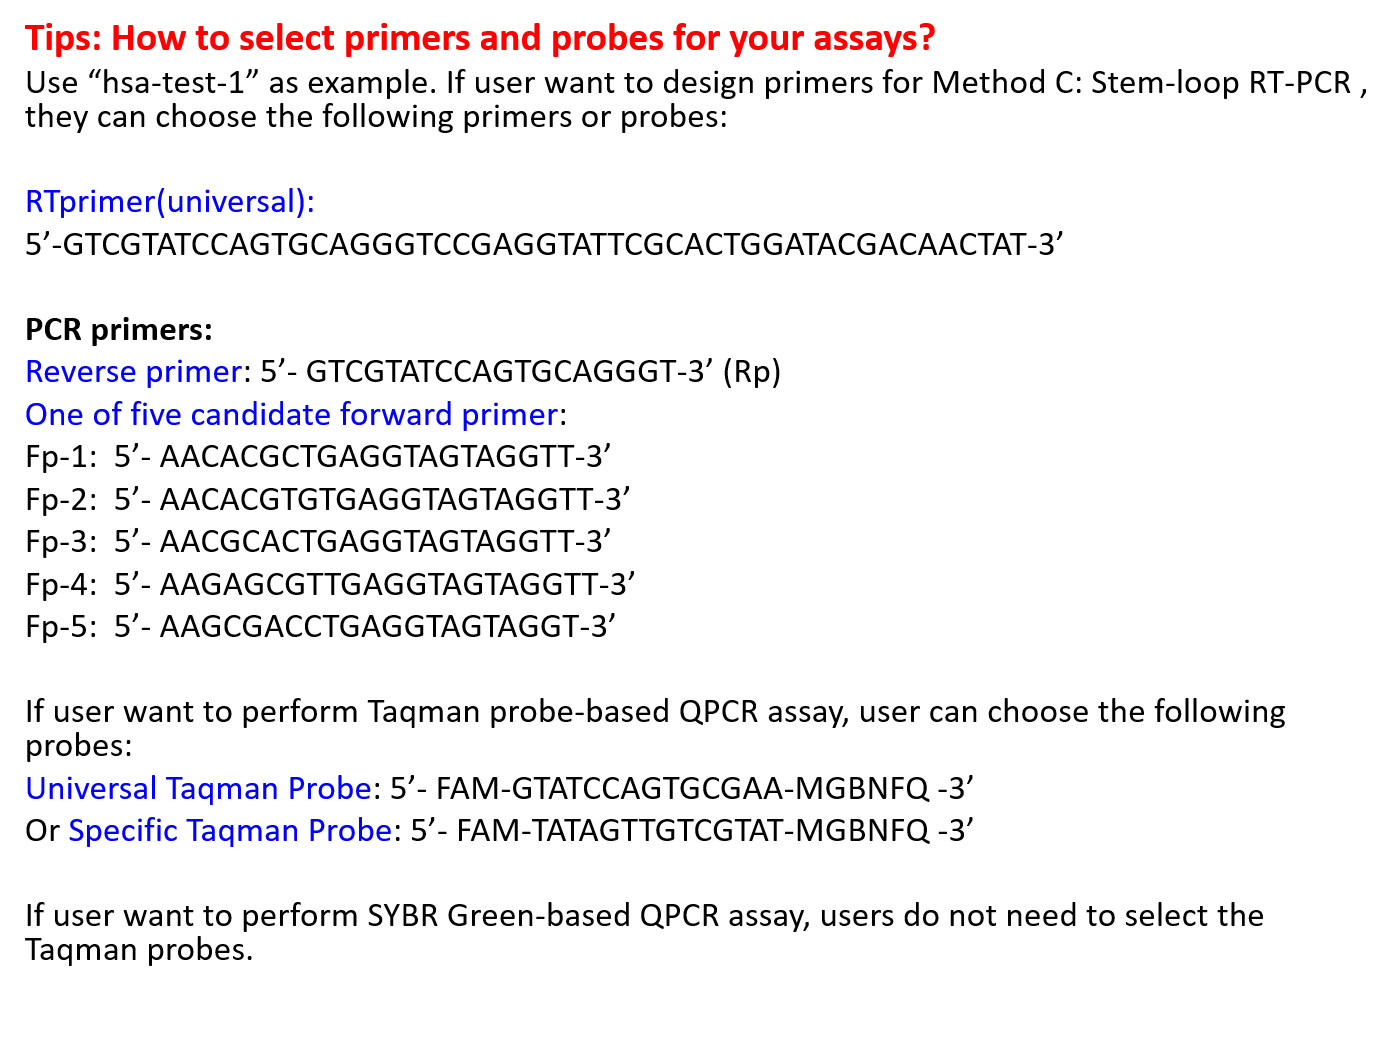 Tips: How to select primers and probes for your assays?
Use “hsa-test-1” as example. If user want to design primers for Method C: Stem-loop RT-PCR ,
they can choose the following primers or probes:
RTprimer(universal):
5’-GTCGTATCCAGTGCAGGGTCCGAGGTATTCGCACTGGATACGACAACTAT-3’
PCR primers:
Reverse primer: 5’- GTCGTATCCAGTGCAGGGT-3’ (Rp)
One of five candidate forward primer:
Fp-1:  5’- AACACGCTGAGGTAGTAGGTT-3’
Fp-2:  5’- AACACGTGTGAGGTAGTAGGTT-3’
Fp-3:  5’- AACGCACTGAGGTAGTAGGTT-3’
Fp-4:  5’- AAGAGCGTTGAGGTAGTAGGTT-3’
Fp-5:  5’- AAGCGACCTGAGGTAGTAGGT-3’
If user want to perform Taqman probe-based QPCR assay, user can choose the following
probes:
Universal Taqman Probe: 5’- FAM-GTATCCAGTGCGAA-MGBNFQ -3’
Or Specific Taqman Probe: 5’- FAM-TATAGTTGTCGTAT-MGBNFQ -3’
If user want to perform SYBR Green-based QPCR assay, users do not need to select the
Taqman probes.